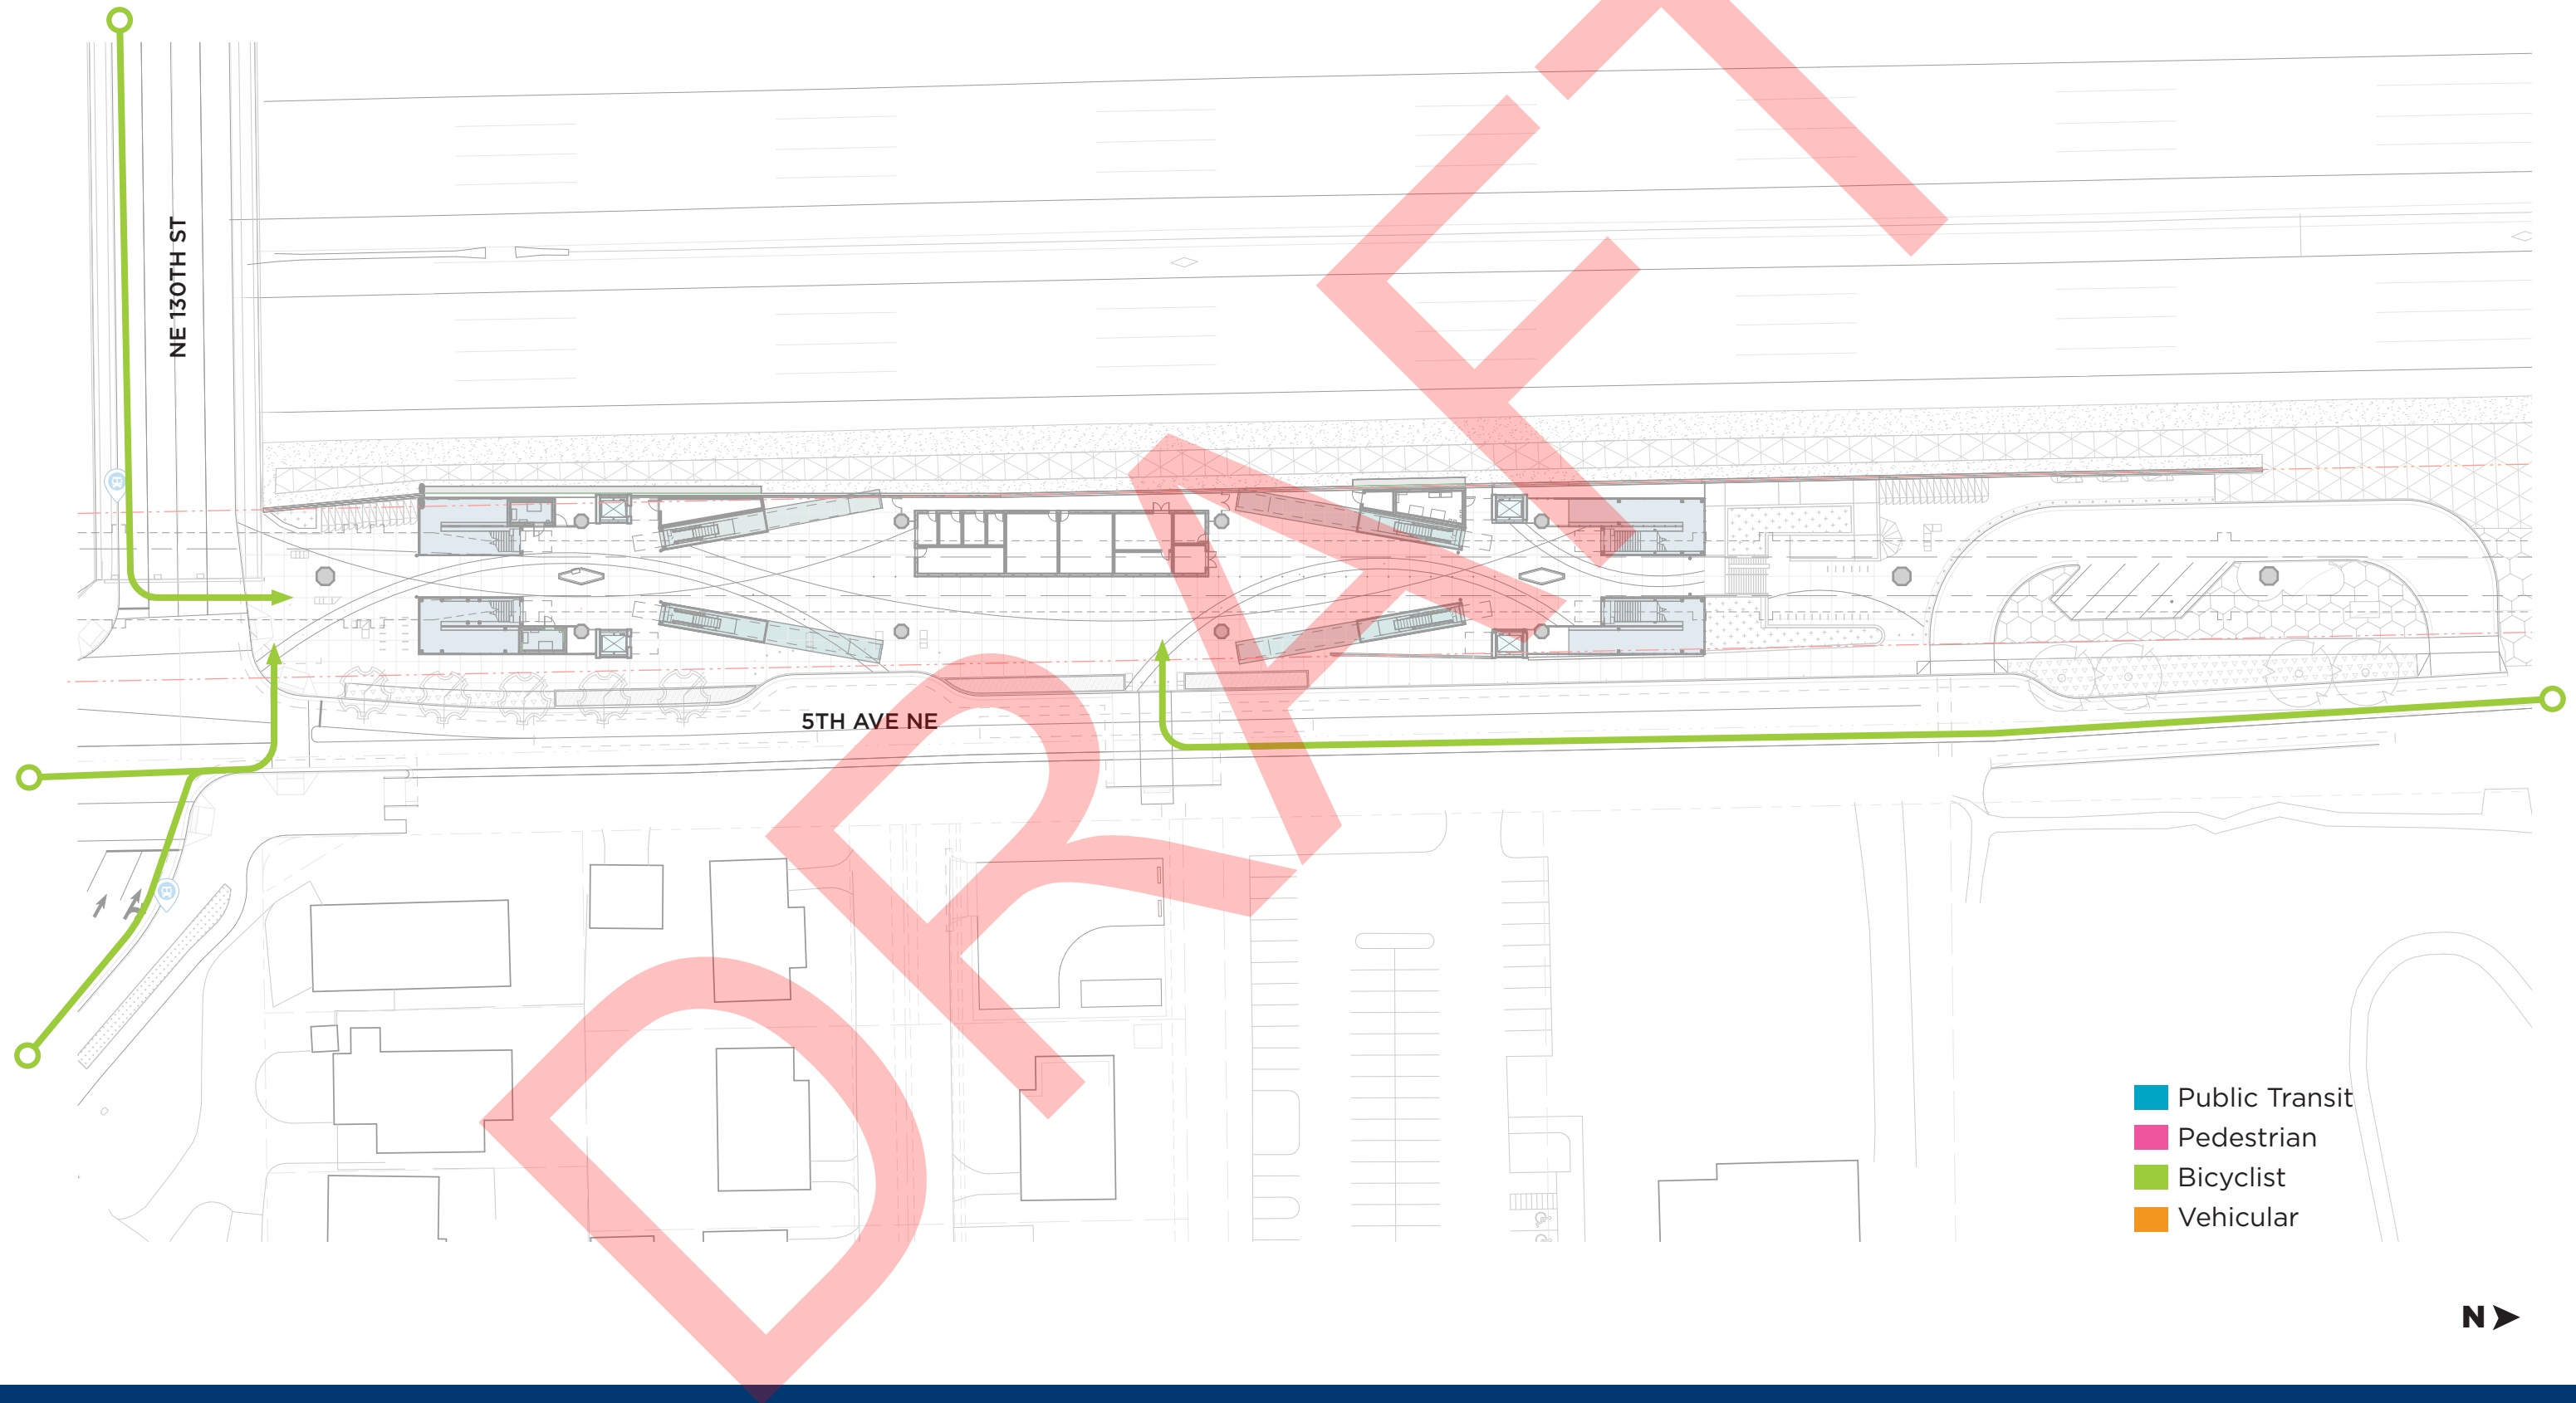 NE 130TH ST
5TH AVE NE
DRAFT
Public Transit
Pedestrian
Bicyclist
Vehicular
N